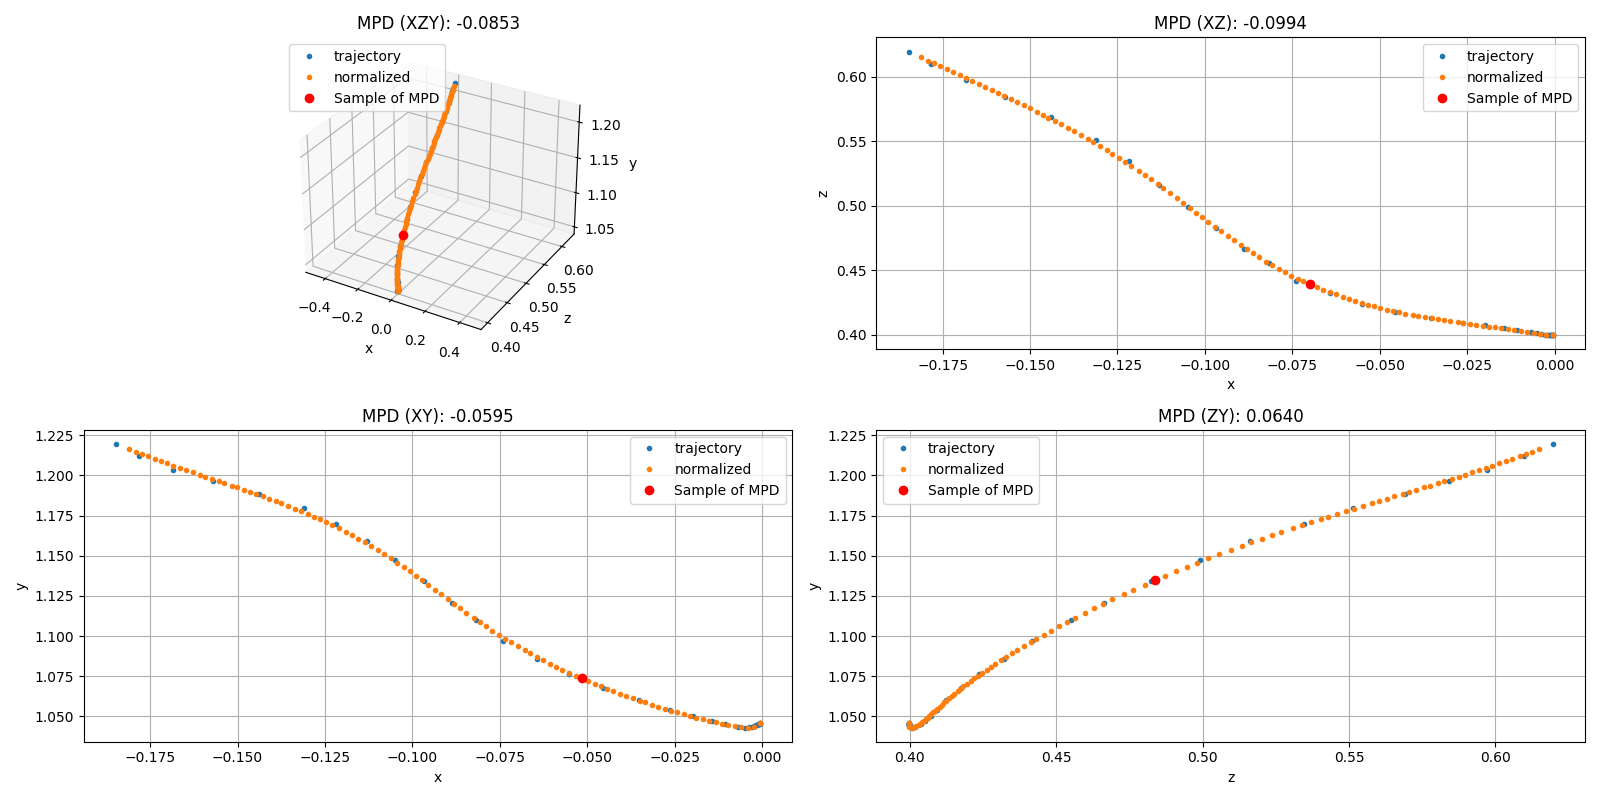 MPD (XZY): -0.0853
trajectory
normalized
Sample of MPD
1.20
1.15
1.10
1.05
y
0.60
0.55
0.50
0.45
0.40
z
−0.4
−0.2
0.0
0.2
0.4
x
MPD (XZ): -0.0994
trajectory
normalized
Sample of MPD
0.60
0.55
0.50
0.45
0.40
z
−0.175 −0.150 −0.125 −0.100 −0.075 −0.050 −0.025 0.000
x
MPD (XY): -0.0595
trajectory
normalized
Sample of MPD
1.225
1.200
1.175
1.150
1.125
1.100
1.075
1.050
y
−0.175 −0.150 −0.125 −0.100 −0.075 −0.050 −0.025 0.000
x
MPD (ZY): 0.0640
trajectory
normalized
Sample of MPD
1.225
1.200
1.175
1.150
1.125
1.100
1.075
1.050
y
0.40 0.45 0.50 0.55 0.60
z